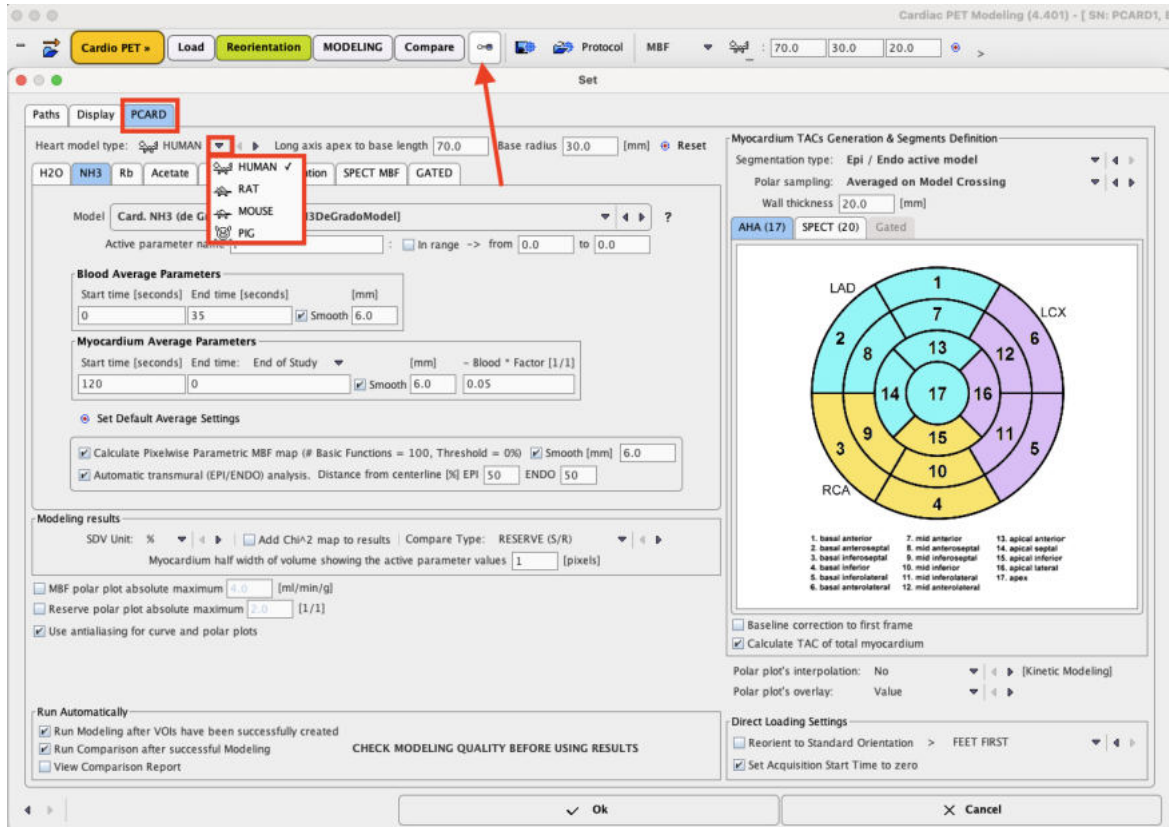 Cardiac PET Modeling (4.401) - [ SN: PCARD1,
Cardio PET » Load Reorientation MODELING Compare Protocol MBF : 70.0 30.0 20.0 >
Set
Paths Display PCARD
Heart model type: HUMAN Long axis apex to base length 70.0 Base radius 30.0 [mm] Reset
HUMAN ✓
RAT
MOUSE
PIG
H2O NH3 Rb Acetate SPECT MBF GATED
Model Card. NH3 (de G NH3DeGradoModel] ?
Active parameter name : In range -> from 0.0 to 0.0
Blood Average Parameters
Start time [seconds] End time [seconds] [mm]
0 35 Smooth 6.0
Myocardium Average Parameters
Start time [seconds] End time: End of Study [mm] - Blood * Factor [1/1]
120 0 Smooth 6.0 0.05
Set Default Average Settings
Calculate Pixelwise Parametric MBF map (# Basic Functions = 100, Threshold = 0%) Smooth [mm] 6.0
Automatic transmural (EPI/ENDO) analysis. Distance from centerline [%] EPI 50 ENDO 50
Modeling results
SDV Unit: % Add Chi^2 map to results Compare Type: RESERVE (S/R)
Myocardium half width of volume showing the active parameter values 1 [pixels]
MBF polar plot absolute maximum 4.0 [ml/min/g]
Reserve polar plot absolute maximum 2.0 [1/1]
Use antialiasing for curve and polar plots
Run Automatically
Run Modeling after VOIs have been successfully created
Run Comparison after successful Modeling CHECK MODELING QUALITY BEFORE USING RESULTS
View Comparison Report
Myocardium TACs Generation & Segments Definition
Segmentation type: Epi / Endo active model
Polar sampling: Averaged on Model Crossing
Wall thickness 20.0 [mm]
AHA (17) SPECT (20) Gated
LAD 1 LCX
2 7 6
8 13 12
14 17 16
3 9 15 11 5
RCA 10
4
1. basal anterior 7. mid anterior 13. apical anterior
2. basal anteroseptal 8. mid anteroseptal 14. apical septal
3. basal inferoseptal 9. mid inferoseptal 15. apical inferior
4. basal inferior 10. mid inferior 16. apical lateral
5. basal inferolateral 11. mid inferolateral 17. apex
6. basal anterolateral 12. mid anterolateral
Baseline correction to first frame
Calculate TAC of total myocardium
Polar plot's interpolation: No [Kinetic Modeling]
Polar plot's overlay: Value
Direct Loading Settings
Reorient to Standard Orientation > FEET FIRST
Set Acquisition Start Time to zero
✓ Ok X Cancel